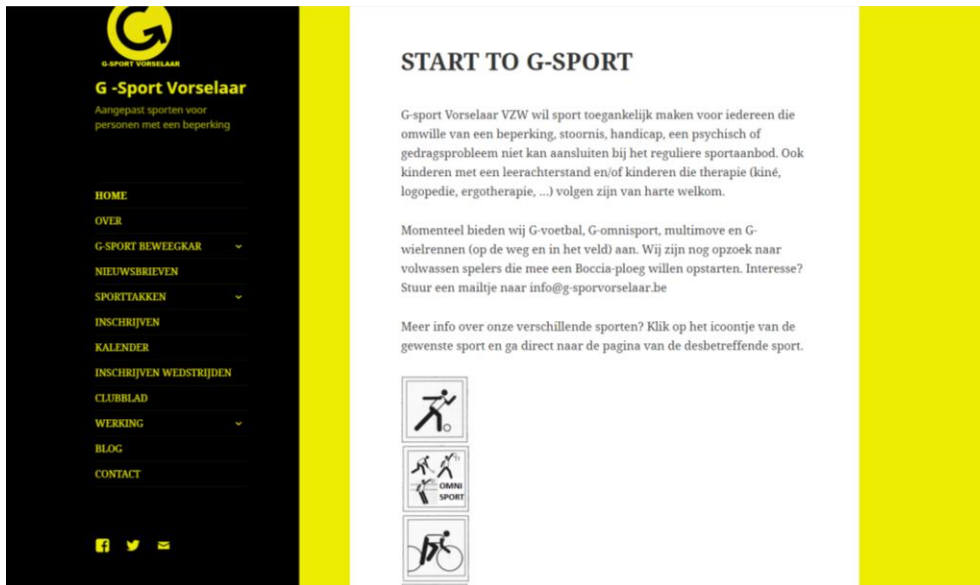 G-SPORT VORSELAAR
G -Sport Vorselaar
Aangepast sporten voor
personen met een beperking
HOME
OVER
G-SPORT BEWEEGKAR
NIEUWSBRIEVEN
SPORTTAKKEN
INSCHRIJVEN
KALENDER
INSCHRIJVEN WEDSTRIJDEN
CLUBBLAD
WERKING
BLOG
CONTACT
START TO G-SPORT
G-sport Vorselaar VZW wil sport toegankelijk maken voor iedereen die
omwille van een beperking, stoornis, handicap, een psychisch of
gedragsprobleem niet kan aansluiten bij het reguliere sportaanbod. Ook
kinderen met een leerachterstand en/of kinderen die therapie (kiné,
logopedie, ergotherapie, ...) volgen zijn van harte welkom.
Momenteel bieden wij G-voetbal, G-omnisport, multimove en G-
wielrennen (op de weg en in het veld) aan. Wij zijn nog opzoek naar
volwassen spelers die mee een Boccia-ploeg willen opstarten. Interesse?
Stuur een mailtje naar info@g-sporvorselaar.be
Meer info over onze verschillende sporten? Klik op het icoontje van de
gewenste sport en ga direct naar de pagina van de desbetreffende sport.
OMNI
SPORT